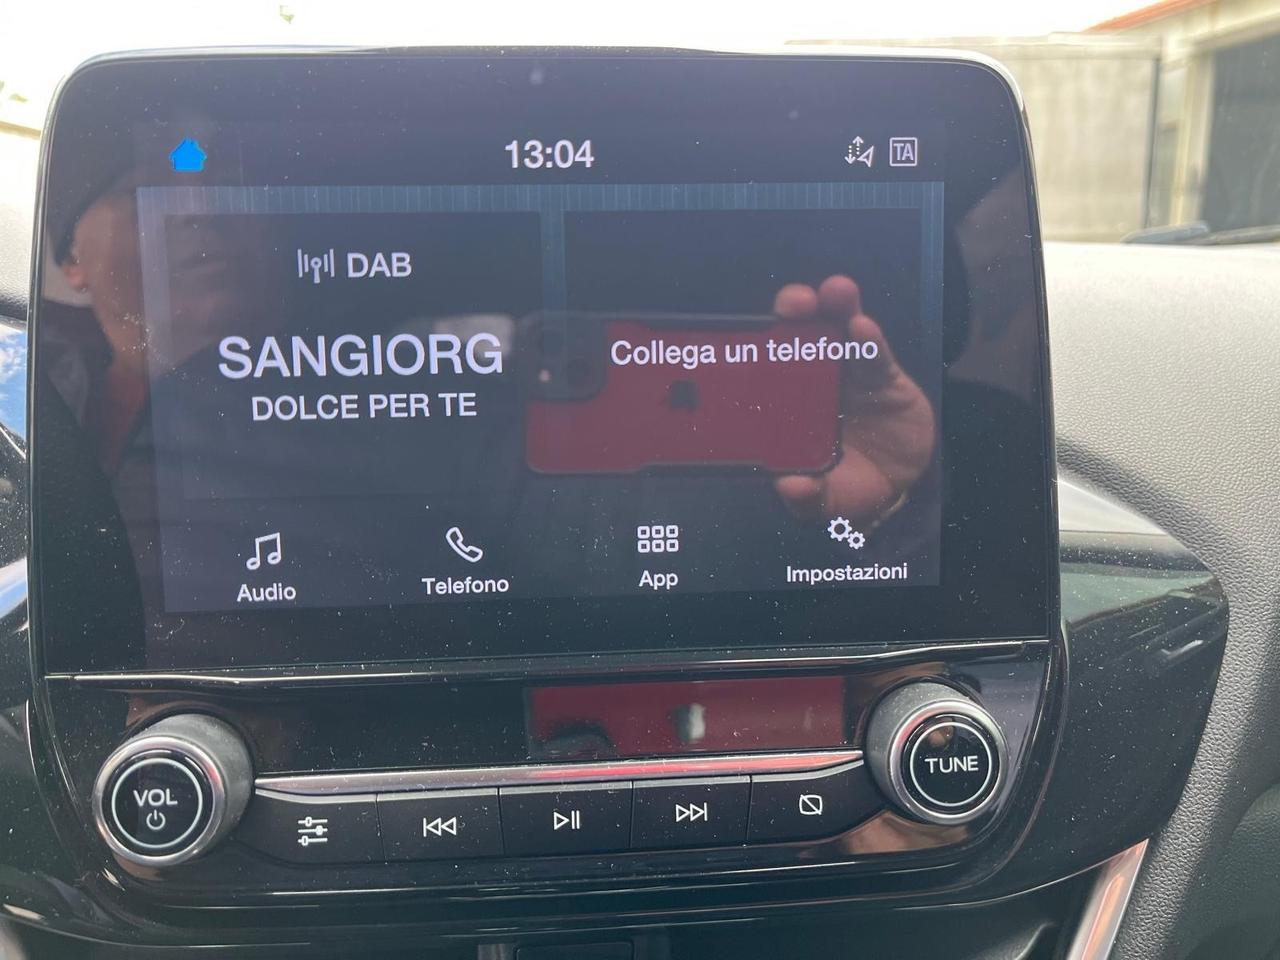 13:04
TA
DAB
SANGIORG
DOLCE PER TE
Collega un telefono
Audio
Telefono
App
Impostazioni
VOL
TUNE